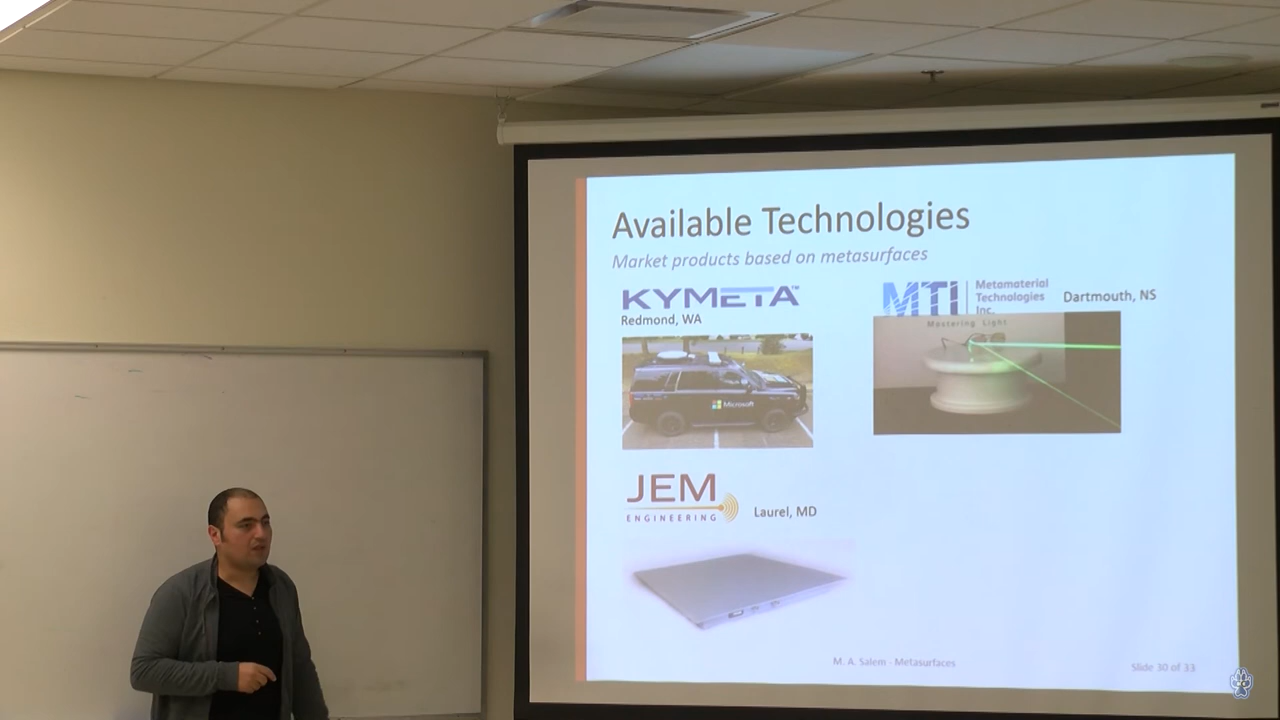 Available Technologies
Market products based on metasurfaces
KYMETA™
Redmond, WA
MTI
Metamaterial
Technologies
Inc.
Dartmouth, NS
Mastering Light
Microsoft
JEM
ENGINEERING
Laurel, MD
M. A. Salem - Metasurfaces
Slide 30 of 33